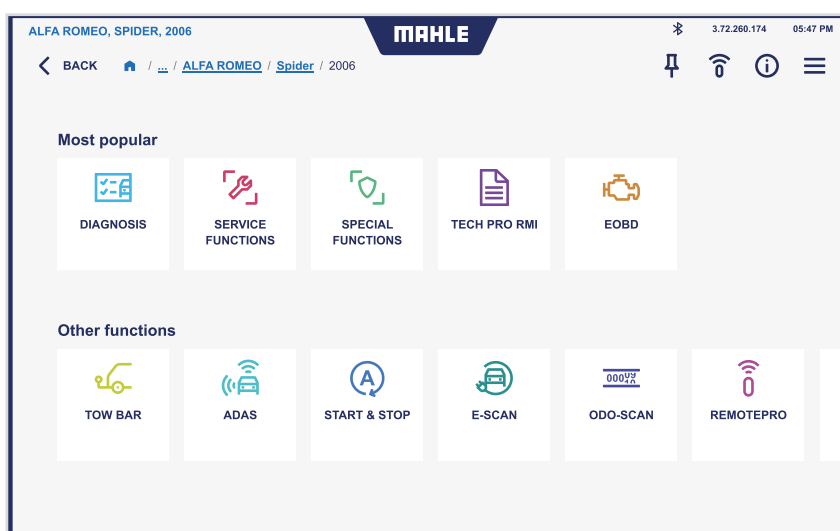 ALFA ROMEO, SPIDER, 2006
MAHLE
3.72.260.174
05:47 PM
BACK / ... / ALFA ROMEO / Spider / 2006
Most popular
DIAGNOSIS
SERVICE
FUNCTIONS
SPECIAL
FUNCTIONS
TECH PRO RMI
EOBD
Other functions
TOW BAR
ADAS
A
START & STOP
E-SCAN
ODO-SCAN
REMOTEPRO